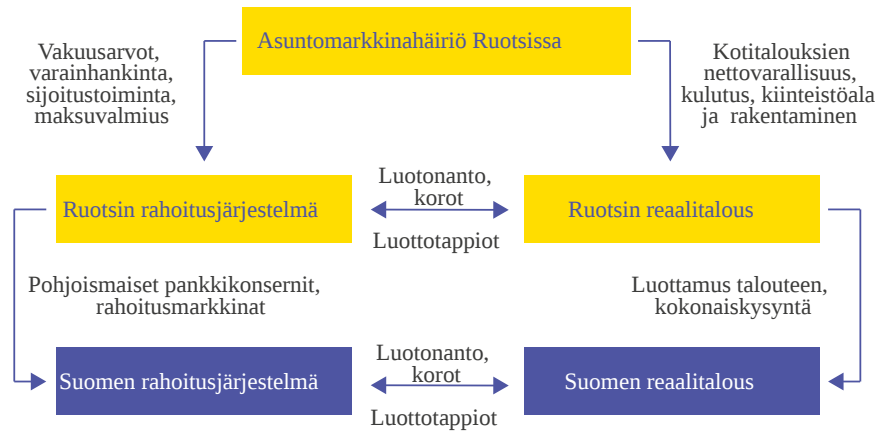 Asuntomarkkinahäiriö Ruotsissa
Vakuusarvot,
varainhankinta,
sijoitustoiminta,
maksuvalmius
Kotitalouksien
nettovarallisuus,
kulutus, kiinteistöala
ja rakentaminen
Ruotsin rahoitusjärjestelmä
Luotonanto,
korot
Luottotappiot
Ruotsin reaalitalous
Pohjoismaiset pankkikonsernit,
rahoitusmarkkinat
Luottamus talouteen,
kokonaiskysyntä
Suomen rahoitusjärjestelmä
Luotonanto,
korot
Luottotappiot
Suomen reaalitalous